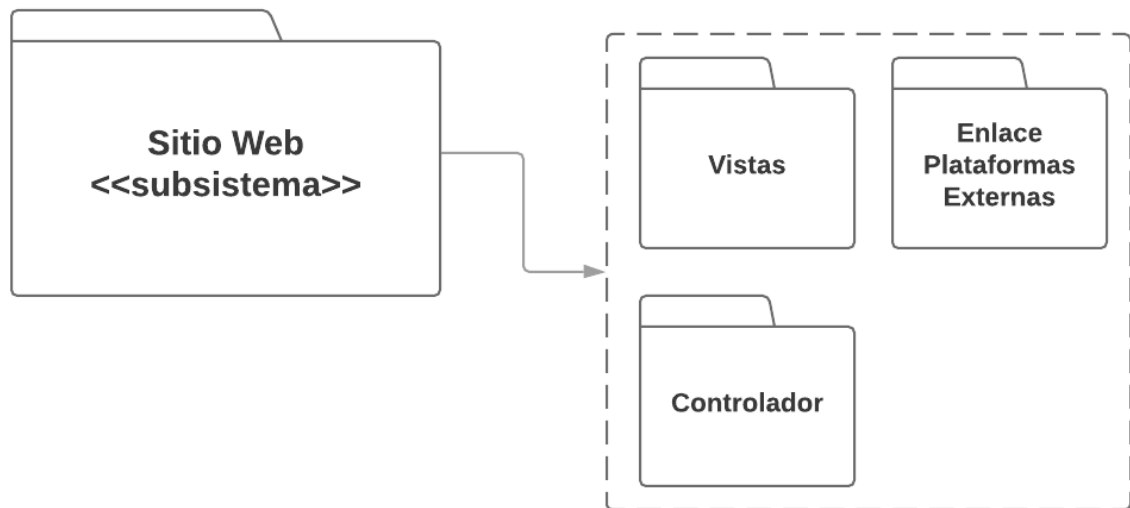 Sitio Web
<<subsistema>>
Vistas
Enlace
Plataformas
Externas
Controlador